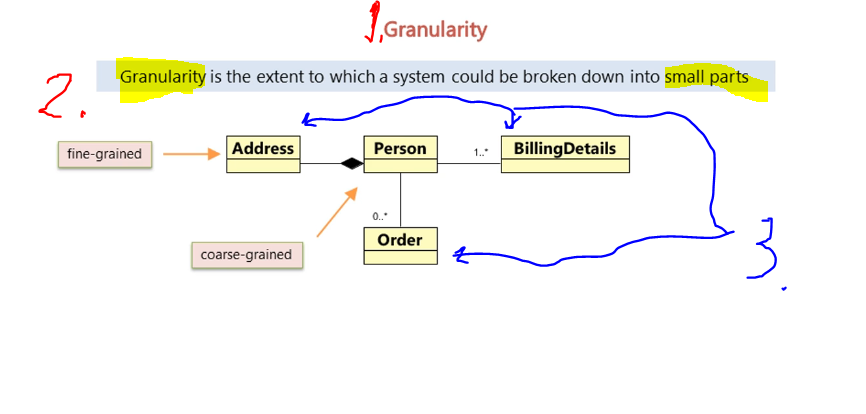 1.Granularity
2.
Granularity is the extent to which a system could be broken down into small parts
fine-grained
Address
Person
1..*
BillingDetails
0..*
Order
coarse-grained
3.